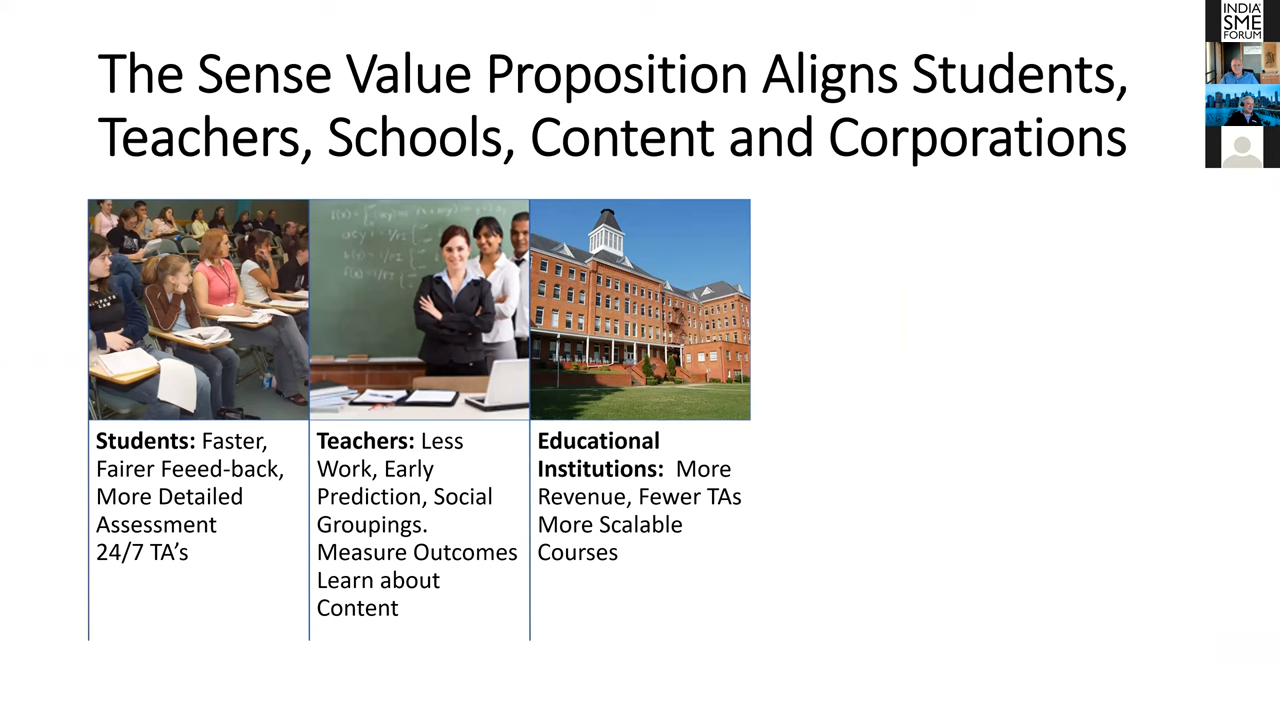 The Sense Value Proposition Aligns Students,
Teachers, Schools, Content and Corporations
INDIA
SME
FORUM
Students: Faster,
Fairer Feeed-back,
More Detailed
Assessment
24/7 TA’s
Teachers: Less
Work, Early
Prediction, Social
Groupings.
Measure Outcomes
Learn about
Content
Educational
Institutions:  More
Revenue, Fewer TAs
More Scalable
Courses